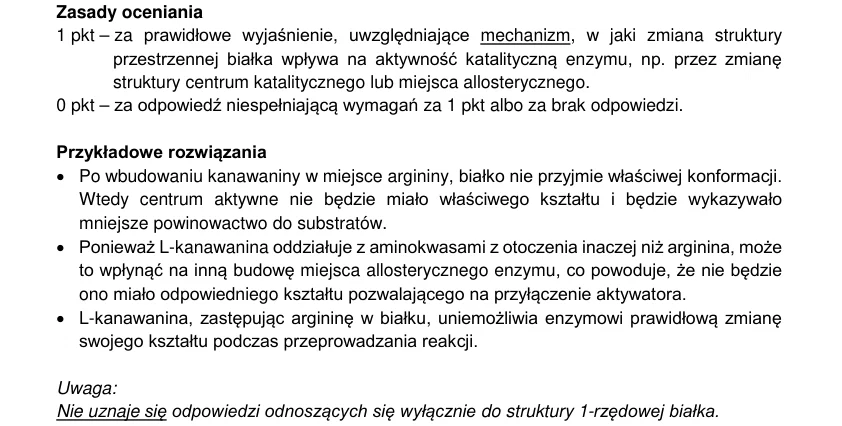 Zasady oceniania
1 pkt – za prawidłowe wyjaśnienie, uwzględniające mechanizm, w jaki zmiana struktury
przestrzennej białka wpływa na aktywność katalityczną enzymu, np. przez zmianę
struktury centrum katalitycznego lub miejsca allosterycznego.
0 pkt – za odpowiedź niespełniającą wymagań za 1 pkt albo za brak odpowiedzi.
Przykładowe rozwiązania
• Po wbudowaniu kanawaniny w miejsce argininy, białko nie przyjmie właściwej konformacji.
Wtedy centrum aktywne nie będzie miało właściwego kształtu i będzie wykazywało
mniejsze powinowactwo do substratów.
• Ponieważ L-kanawanina oddziałuje z aminokwasami z otoczenia inaczej niż arginina, może
to wpłynąć na inną budowę miejsca allosterycznego enzymu, co powoduje, że nie będzie
ono miało odpowiedniego kształtu pozwalającego na przyłączenie aktywatora.
• L-kanawanina, zastępując argininę w białku, uniemożliwia enzymowi prawidłową zmianę
swojego kształtu podczas przeprowadzania reakcji.
Uwaga:
Nie uznaje się odpowiedzi odnoszących się wyłącznie do struktury 1-rzędowej białka.